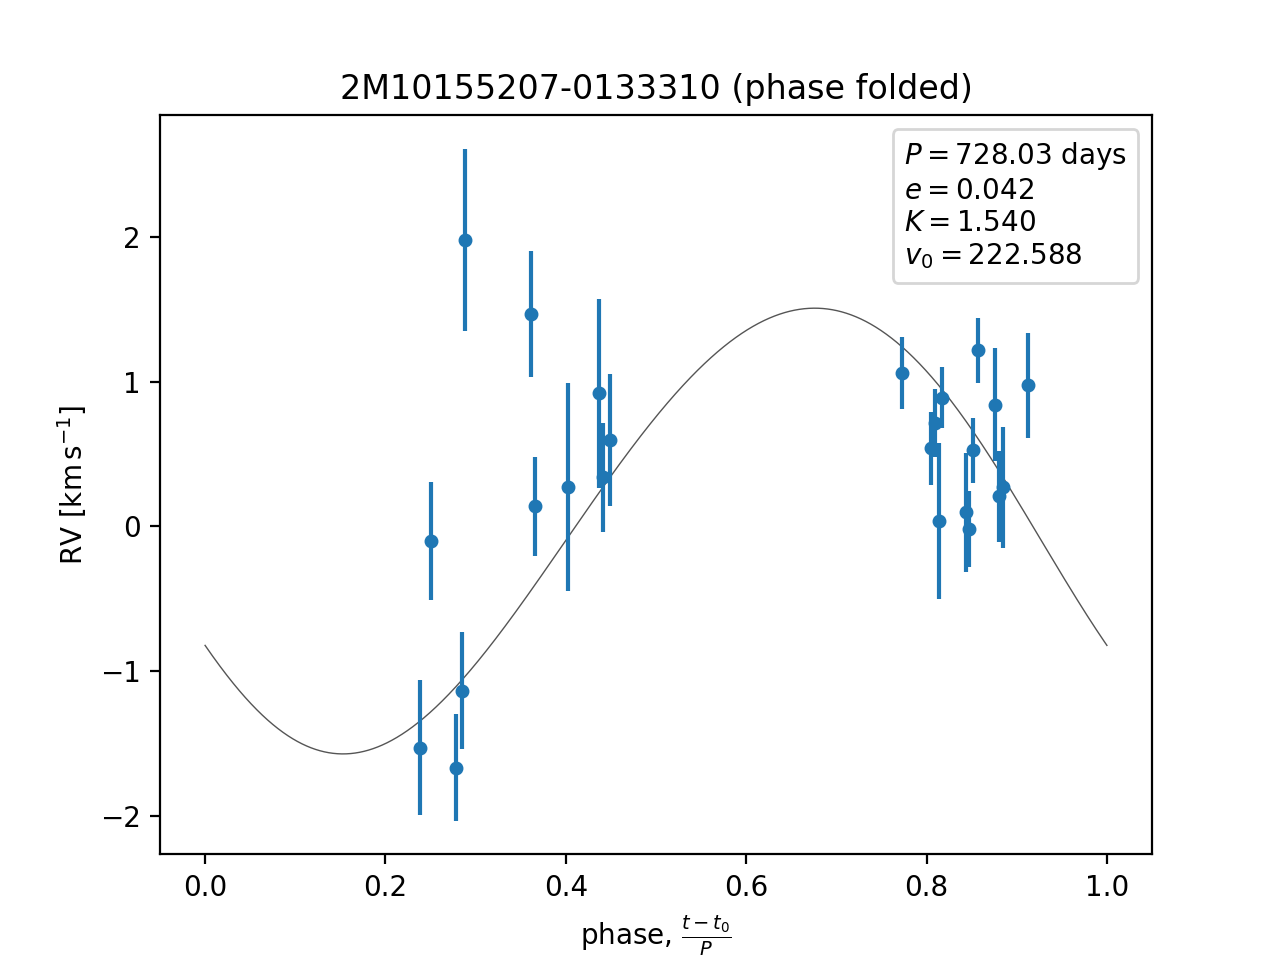 2M10155207-0133310 (phase folded)
P = 728.03 days
e = 0.042
K = 1.540
v₀ = 222.588
RV [km s⁻¹]
2
1
0
−1
−2
0.0 0.2 0.4 0.6 0.8 1.0
phase, (t − t₀)/P